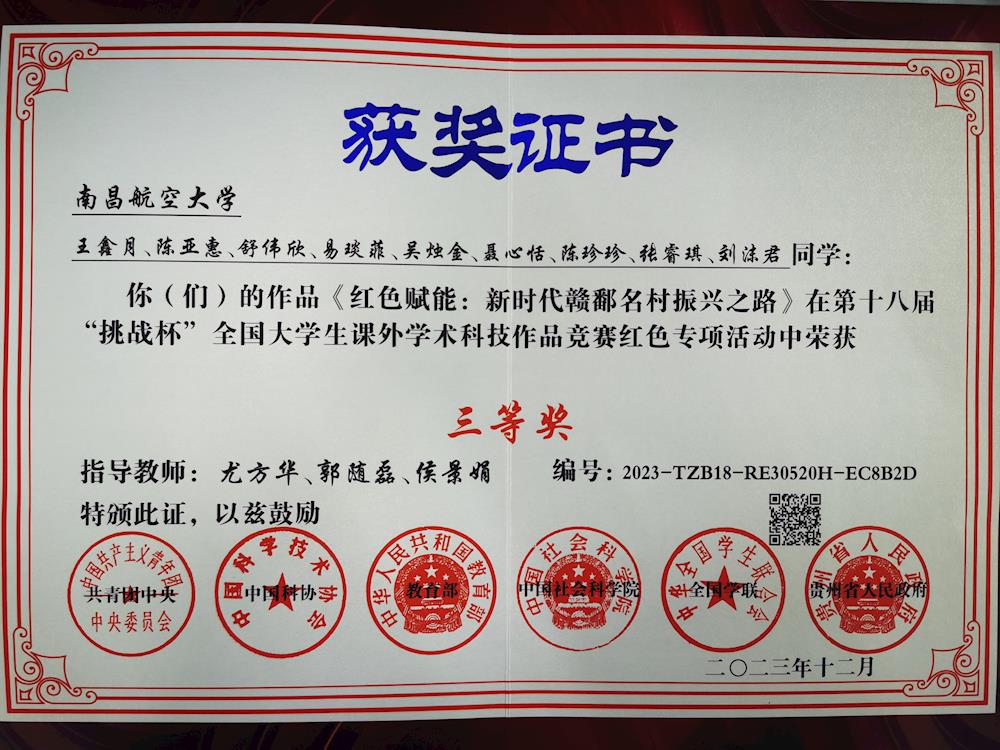 获奖证书
南昌航空大学
王鑫月、陈亚惠、舒伟欣、易琰菲、吴烛金、聂心恬、陈珍珍、张睿琪、刘沫君同学：
你（们）的作品《红色赋能：新时代赣鄱名村振兴之路》在第十八届
“挑战杯”全国大学生课外学术科技作品竞赛红色专项活动中荣获
三等奖
指导教师：尤方华、郭随磊、侯景娟
编号：2023-TZB18-RE30520H-EC8B2D
特颁此证，以兹鼓励
中国共产主义青年团
共青团中央
中央委员会
中国科学技术协会
中国科协
中华人民共和国教育部
教育部
中国社会科学院
中国社会科学院
中华全国学生联合会
全国学联
贵州省人民政府
贵州省人民政府
二〇二三年十二月